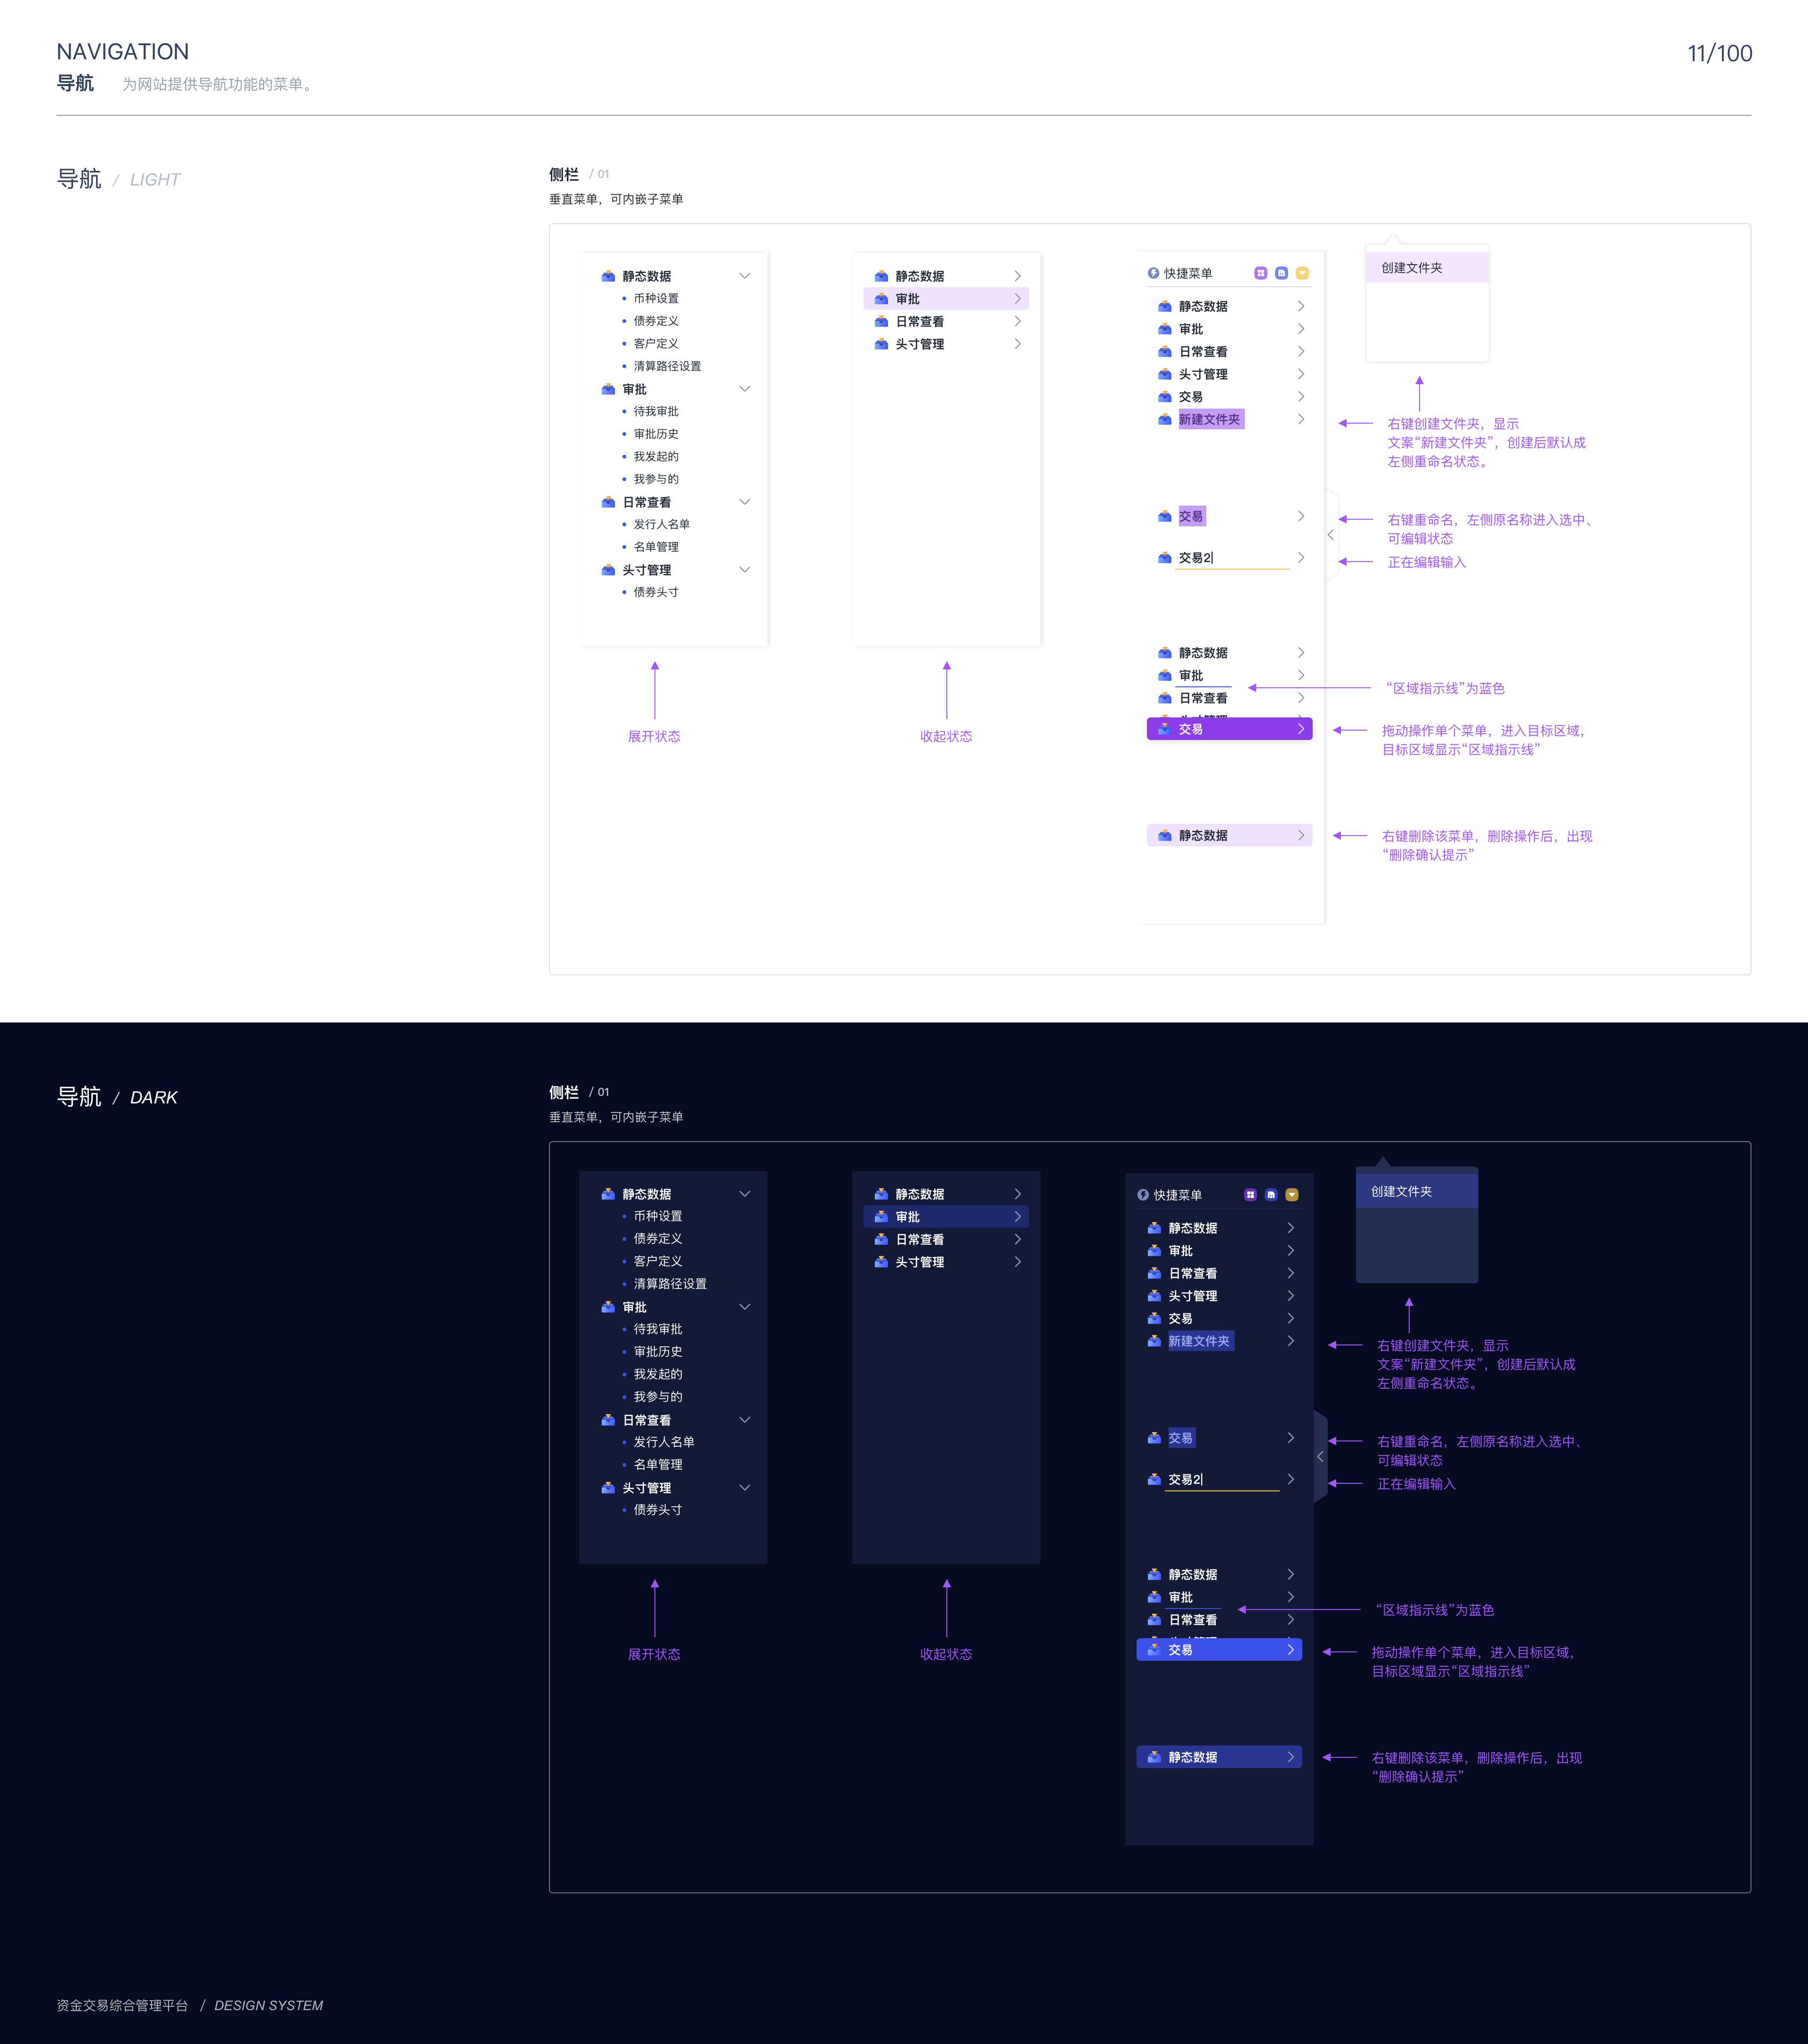 NAVIGATION
11/100
导航 为网站提供导航功能的菜单。
导航 / LIGHT
侧栏 / 01
垂直菜单，可内嵌子菜单
静态数据
币种设置
债券定义
客户定义
清算路径设置
审批
待我审批
审批历史
我发起的
我参与的
日常查看
发行人名单
名单管理
头寸管理
债券头寸
展开状态
静态数据
审批
日常查看
头寸管理
收起状态
快捷菜单
静态数据
审批
日常查看
头寸管理
交易
新建文件夹
交易
交易2
静态数据
审批
日常查看
头寸管理
交易
静态数据
创建文件夹
右键创建文件夹，显示
文案“新建文件夹”，创建后默认成
左侧重命名状态。
右键重命名，左侧原名称进入选中、
可编辑状态
正在编辑输入
“区域指示线”为蓝色
拖动操作单个菜单，进入目标区域，
目标区域显示“区域指示线”
右键删除该菜单，删除操作后，出现
“删除确认提示”
导航 / DARK
侧栏 / 01
垂直菜单，可内嵌子菜单
静态数据
币种设置
债券定义
客户定义
清算路径设置
审批
待我审批
审批历史
我发起的
我参与的
日常查看
发行人名单
名单管理
头寸管理
债券头寸
展开状态
静态数据
审批
日常查看
头寸管理
收起状态
快捷菜单
静态数据
审批
日常查看
头寸管理
交易
新建文件夹
交易
交易2
静态数据
审批
日常查看
交易
静态数据
创建文件夹
右键创建文件夹，显示
文案“新建文件夹”，创建后默认成
左侧重命名状态。
右键重命名，左侧原名称进入选中、
可编辑状态
正在编辑输入
“区域指示线”为蓝色
拖动操作单个菜单，进入目标区域，
目标区域显示“区域指示线”
右键删除该菜单，删除操作后，出现
“删除确认提示”
资金交易综合管理平台 / DESIGN SYSTEM